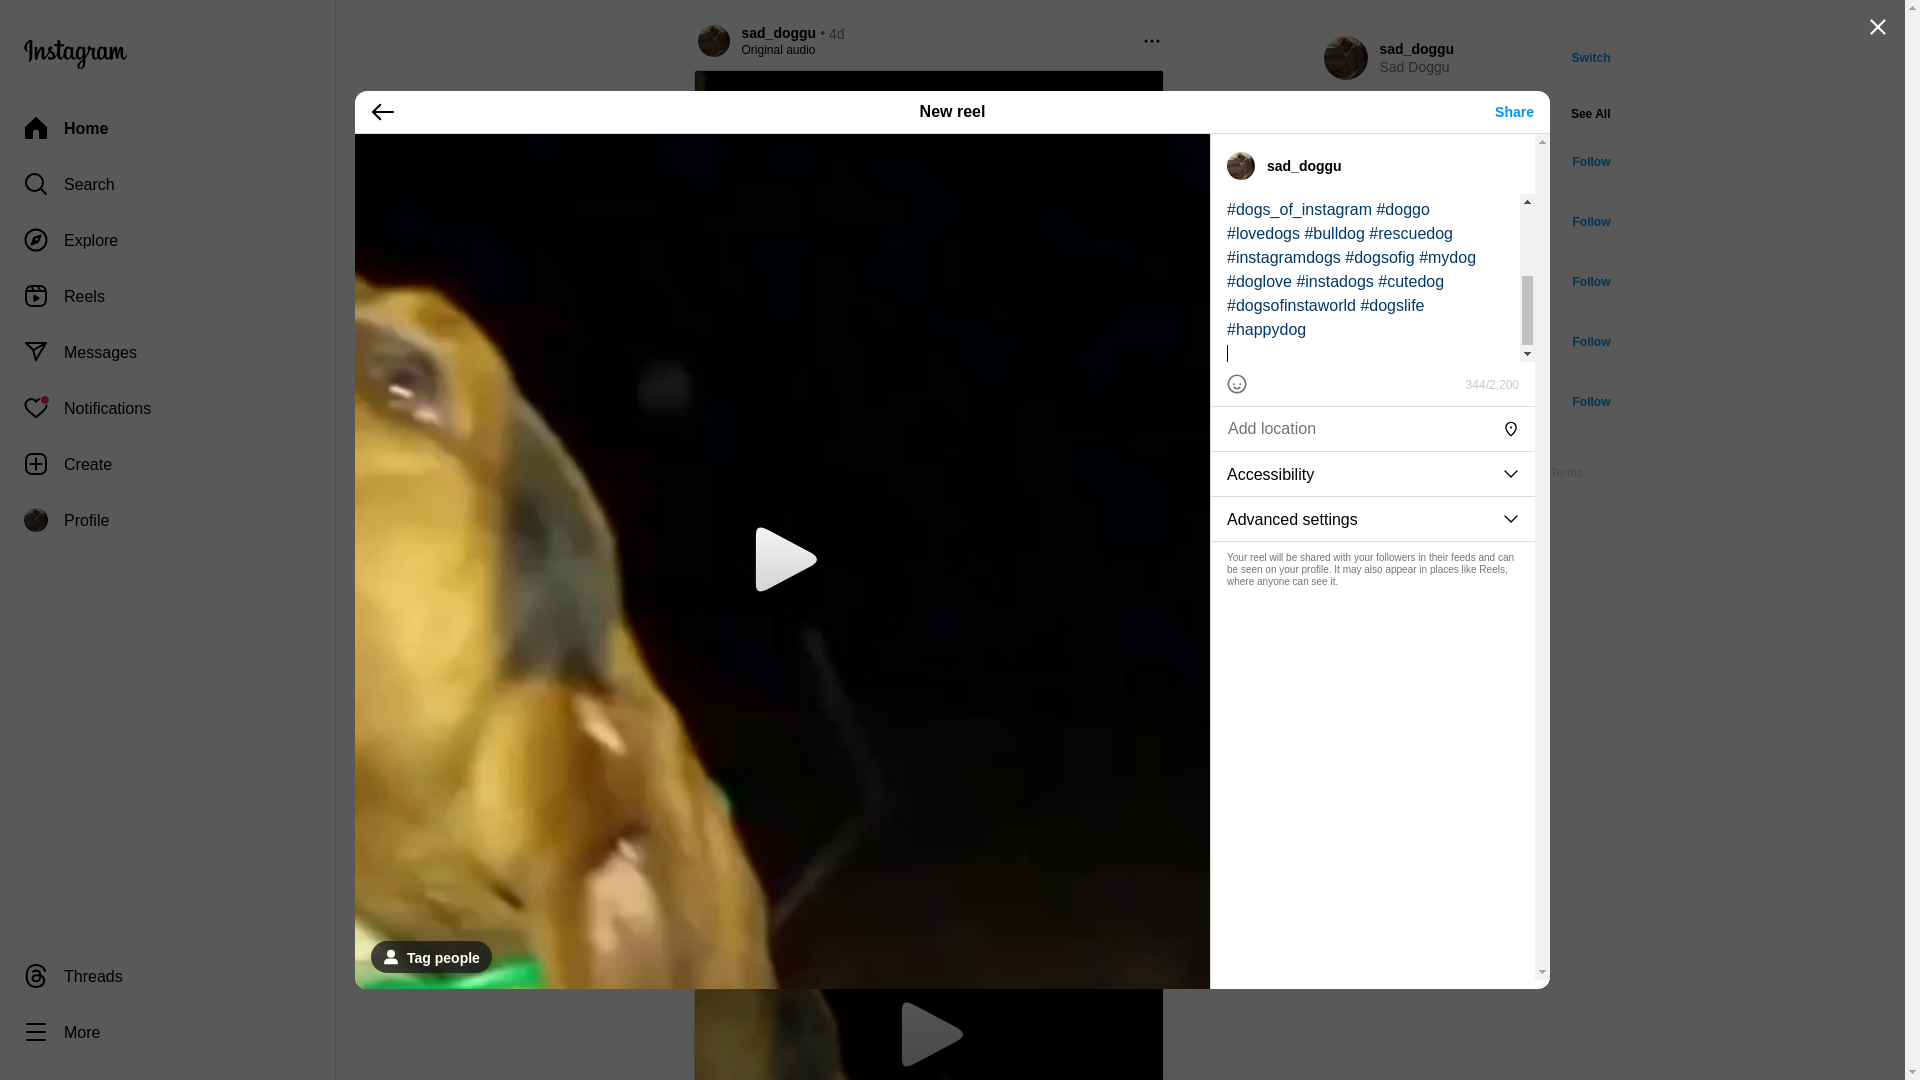 Instagram
Home
Search
Explore
Reels
Messages
Notifications
Create
Profile
Threads
More
sad_doggu • 4d
Original audio
sad_doggu
Sad Doggu
Switch
See All
Follow
Follow
Follow
Follow
Follow
Terms ·
New reel
Share
Tag people
sad_doggu
#dogs_of_instagram #doggo
#lovedogs #bulldog #rescuedog
#instagramdogs #dogsofig #mydog
#doglove #instadogs #cutedog
#dogsofinstaworld #dogslife
#happydog
344/2,200
Add location
Accessibility
Advanced settings
Your reel will be shared with your followers in their feeds and can
be seen on your profile. It may also appear in places like Reels,
where anyone can see it.